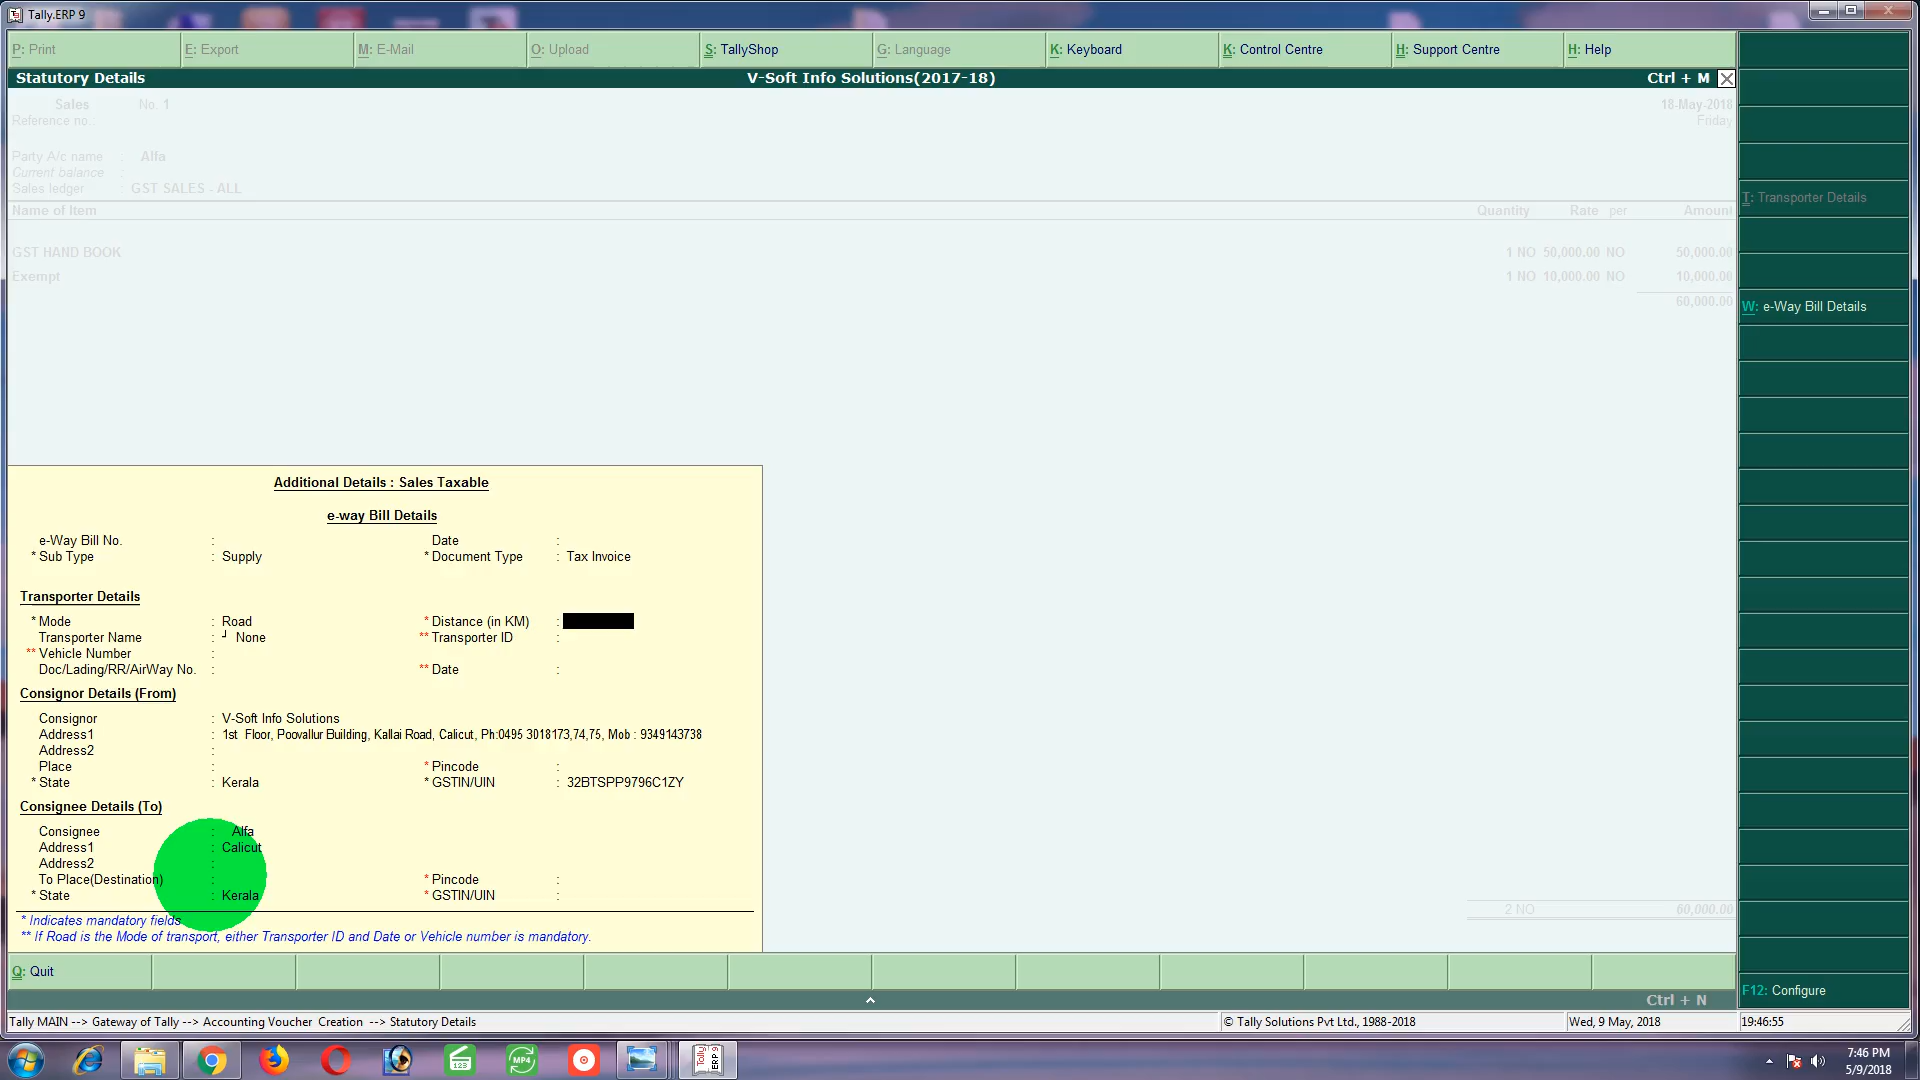 Tally.ERP 9
P: Print E: Export M: E-Mail O: Upload S: TallyShop G: Language K: Keyboard K: Control Centre H: Support Centre H: Help
Statutory Details V-Soft Info Solutions(2017-18) Ctrl + M
Sales No. 1 18-May-2018
Reference no.: Friday
Party A/c name : Alfa
Current balance :
Sales ledger : GST SALES - ALL
T: Transporter Details
Name of Item Quantity Rate per Amount
GST HAND BOOK 1 NO 50,000.00 NO 50,000.00
Exempt 1 NO 10,000.00 NO 10,000.00
60,000.00
W: e-Way Bill Details
Additional Details : Sales Taxable
e-way Bill Details
e-Way Bill No. : Date :
* Sub Type : Supply * Document Type : Tax Invoice
Transporter Details
* Mode : Road * Distance (in KM) :
Transporter Name : ┘ None ** Transporter ID :
** Vehicle Number :
Doc/Lading/RR/AirWay No. : ** Date :
Consignor Details (From)
Consignor : V-Soft Info Solutions
Address1 : 1st Floor, Poovallur Building, Kallai Road, Calicut, Ph:0495 3018173,74,75, Mob : 9349143738
Address2 :
Place : * Pincode :
* State : Kerala * GSTIN/UIN : 32BTSPP9796C1ZY
Consignee Details (To)
Consignee : Alfa
Address1 : Calicut
Address2 :
To Place(Destination) : * Pincode :
* State : Kerala * GSTIN/UIN :
2 NO 60,000.00
* Indicates mandatory fields
** If Road is the Mode of transport, either Transporter ID and Date or Vehicle number is mandatory.
Q: Quit
F12: Configure
Ctrl + N
Tally MAIN --> Gateway of Tally --> Accounting Voucher Creation --> Statutory Details © Tally Solutions Pvt Ltd., 1988-2018 Wed, 9 May, 2018 19:46:55
123
MP4
Tally ERP 9
7:46 PM
5/9/2018